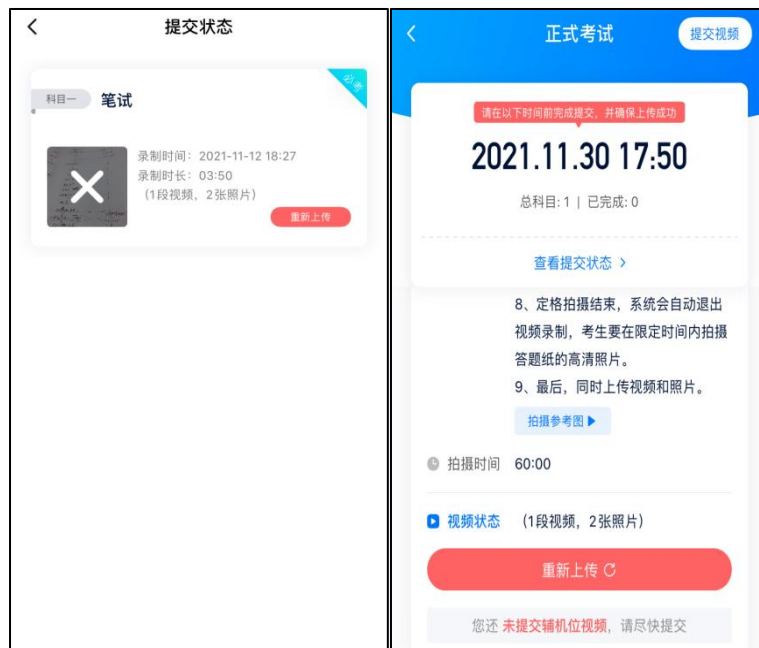 提交状态
必考
科目一 笔试
录制时间：2021-11-12 18:27
录制时长：03:50
（1段视频，2张照片）
重新上传
正式考试
提交视频
请在以下时间前完成提交，并确保上传成功
2021.11.30 17:50
总科目: 1 | 已完成: 0
查看提交状态 >
8、定格拍摄结束，系统会自动退出
视频录制，考生要在限定时间内拍摄
答题纸的高清照片。
9、最后，同时上传视频和照片。
拍摄参考图
拍摄时间 60:00
视频状态 （1段视频，2张照片）
重新上传
您还 未提交辅机位视频，请尽快提交